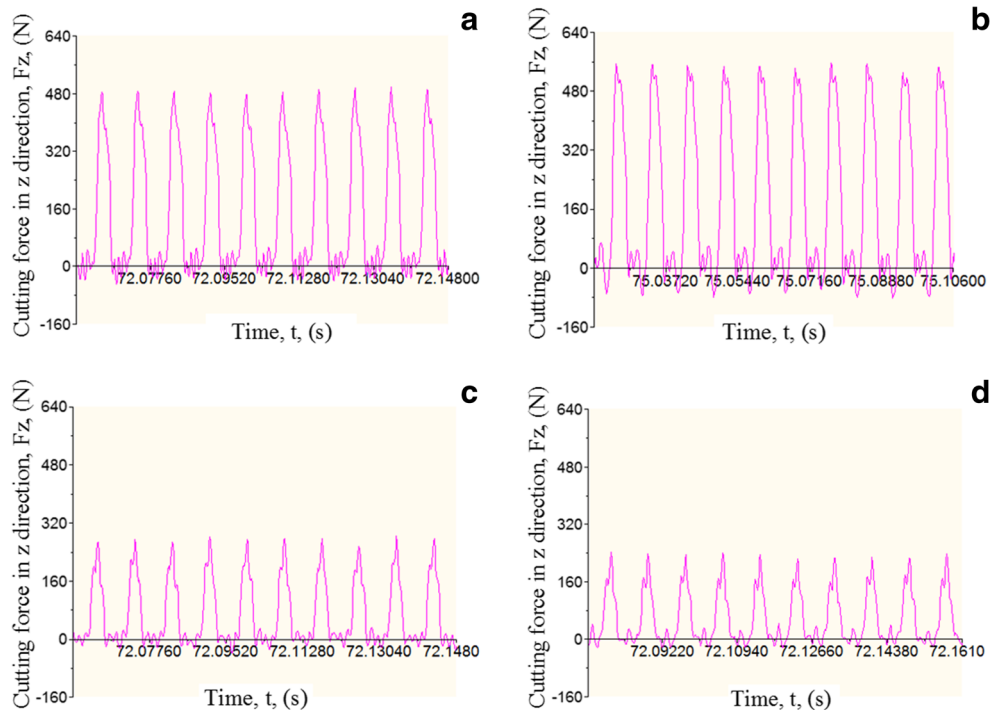 a
Cutting force in z direction, Fz, (N)
640
480
320
160
0
-160
72.07760 72.09520 72.11280 72.13040 72.14800
Time, t, (s)
b
Cutting force in z direction, Fz, (N)
640
480
320
160
0
-160
75.03720 75.05440 75.07160 75.08880 75.10600
Time, t, (s)
c
Cutting force in z direction, Fz, (N)
640
480
320
160
0
-160
72.07760 72.09520 72.11280 72.13040 72.1480
Time, t, (s)
d
Cutting force in z direction, Fz, (N)
640
480
320
160
0
-160
72.09220 72.10940 72.12660 72.14380 72.1610
Time, t, (s)